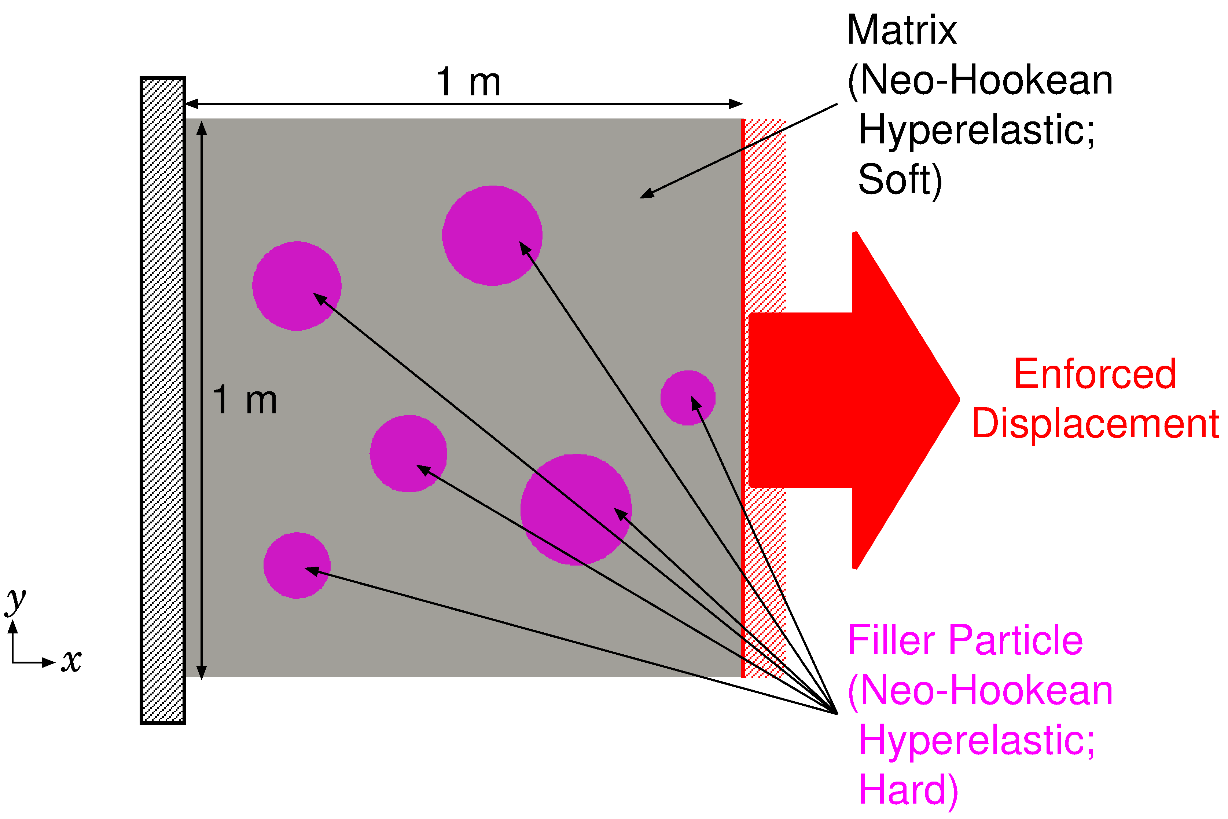 Matrix
(Neo-Hookean
Hyperelastic;
Soft)
1 m
1 m
Enforced
Displacement
y
x
Filler Particle
(Neo-Hookean
Hyperelastic;
Hard)